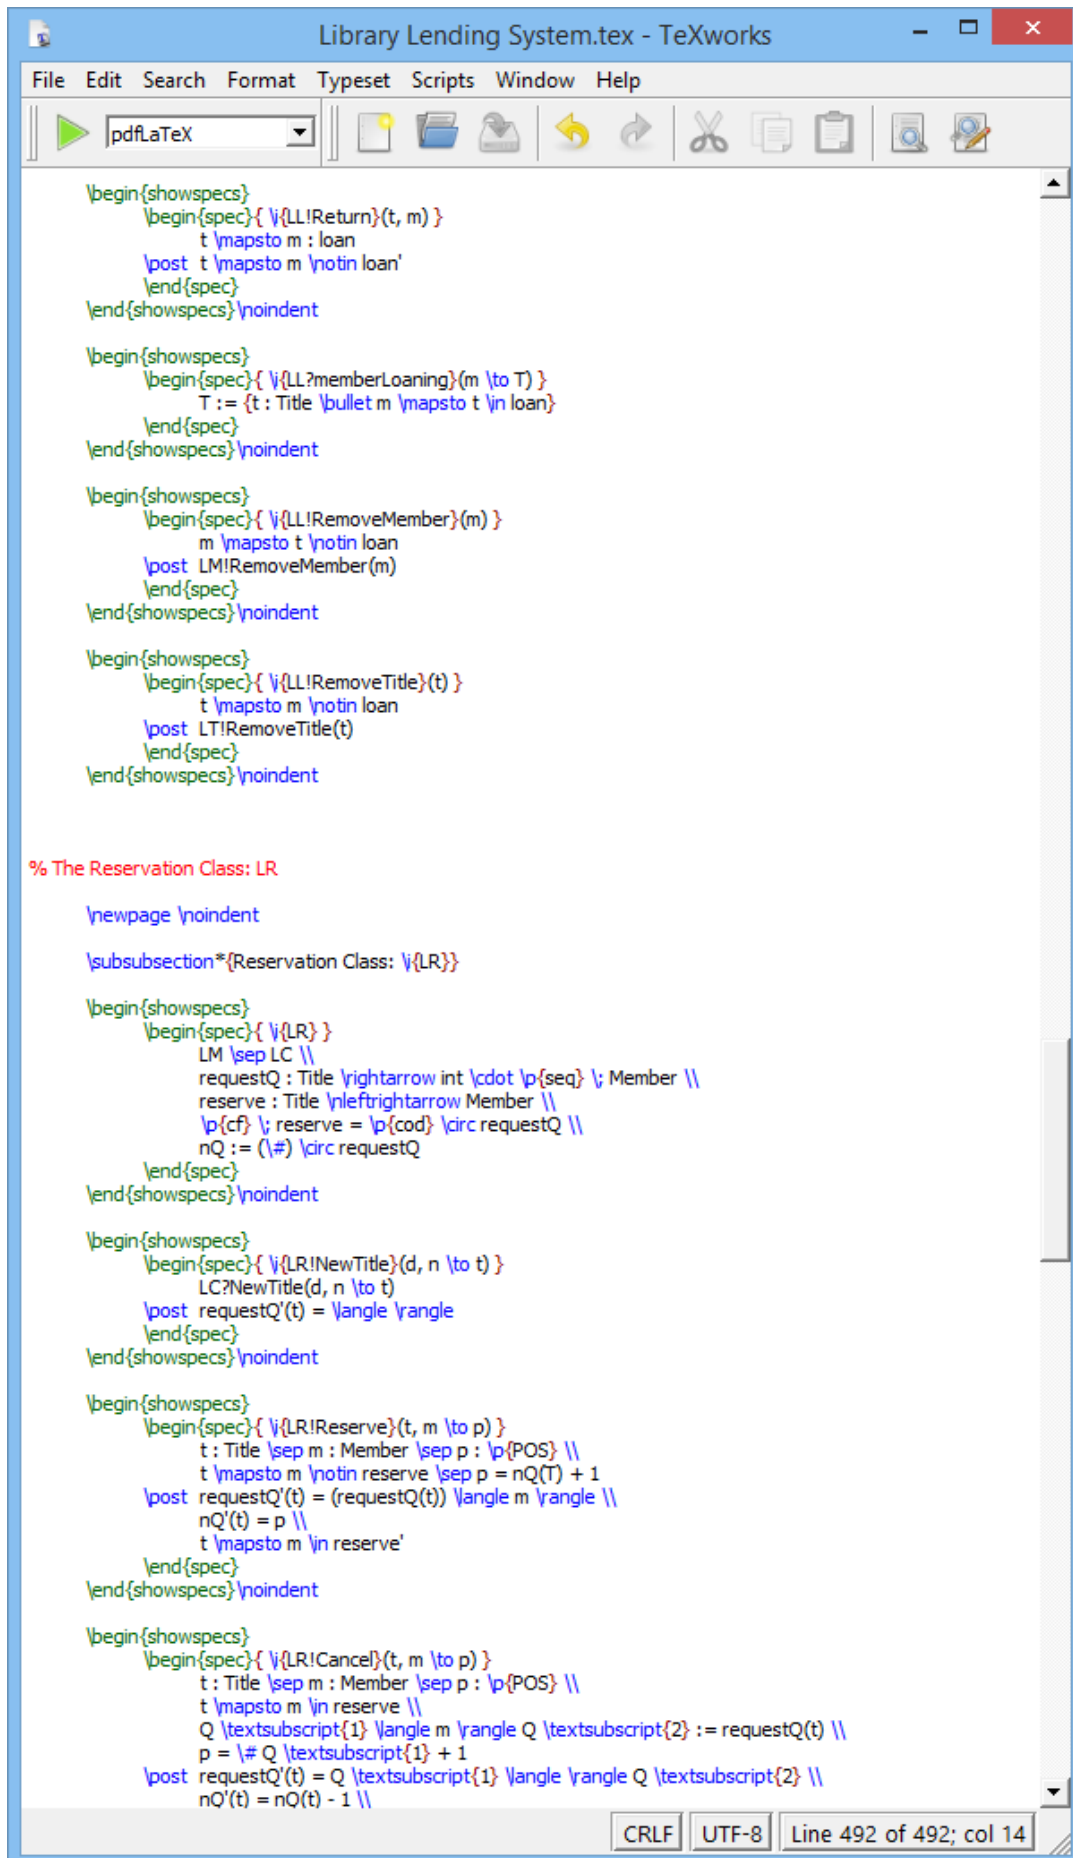 Library Lending System.tex - TeXworks
File Edit Search Format Typeset Scripts Window Help
pdfLaTeX
\begin{showspecs}
\begin{spec}{ \i{LL!Return}(t, m) }
t \mapsto m : loan
\post t \mapsto m \notin loan'
\end{spec}
\end{showspecs}\noindent
\begin{showspecs}
\begin{spec}{ \i{LL?memberLoaning}(m \to T) }
T := {t : Title \bullet m \mapsto t \in loan}
\end{spec}
\end{showspecs}\noindent
\begin{showspecs}
\begin{spec}{ \i{LL!RemoveMember}(m) }
m \mapsto t \notin loan
\post LM!RemoveMember(m)
\end{spec}
\end{showspecs}\noindent
\begin{showspecs}
\begin{spec}{ \i{LL!RemoveTitle}(t) }
t \mapsto m \notin loan
\post LT!RemoveTitle(t)
\end{spec}
\end{showspecs}\noindent
% The Reservation Class: LR
\newpage \noindent
\subsubsection*{Reservation Class: \i{LR}}
\begin{showspecs}
\begin{spec}{ \i{LR} }
LM \sep LC \\
requestQ : Title \rightarrow int \cdot \p{seq} \; Member \\
reserve : Title \nleftrightarrow Member \\
\p{cf} \; reserve = \p{cod} \circ requestQ \\
nQ := (\#) \circ requestQ
\end{spec}
\end{showspecs}\noindent
\begin{showspecs}
\begin{spec}{ \i{LR!NewTitle}(d, n \to t) }
LC?NewTitle(d, n \to t)
\post requestQ'(t) = \langle \rangle
\end{spec}
\end{showspecs}\noindent
\begin{showspecs}
\begin{spec}{ \i{LR!Reserve}(t, m \to p) }
t : Title \sep m : Member \sep p : \p{POS} \\
t \mapsto m \notin reserve \sep p = nQ(T) + 1
\post requestQ'(t) = (requestQ(t)) \langle m \rangle \\
nQ'(t) = p \\
t \mapsto m \in reserve'
\end{spec}
\end{showspecs}\noindent
\begin{showspecs}
\begin{spec}{ \i{LR!Cancel}(t, m \to p) }
t : Title \sep m : Member \sep p : \p{POS} \\
t \mapsto m \in reserve \\
Q \textsubscript{1} \langle m \rangle Q \textsubscript{2} := requestQ(t) \\
p = \# Q \textsubscript{1} + 1
\post requestQ'(t) = Q \textsubscript{1} \langle \rangle Q \textsubscript{2} \\
nQ'(t) = nQ(t) - 1 \\
CRLF UTF-8 Line 492 of 492; col 14